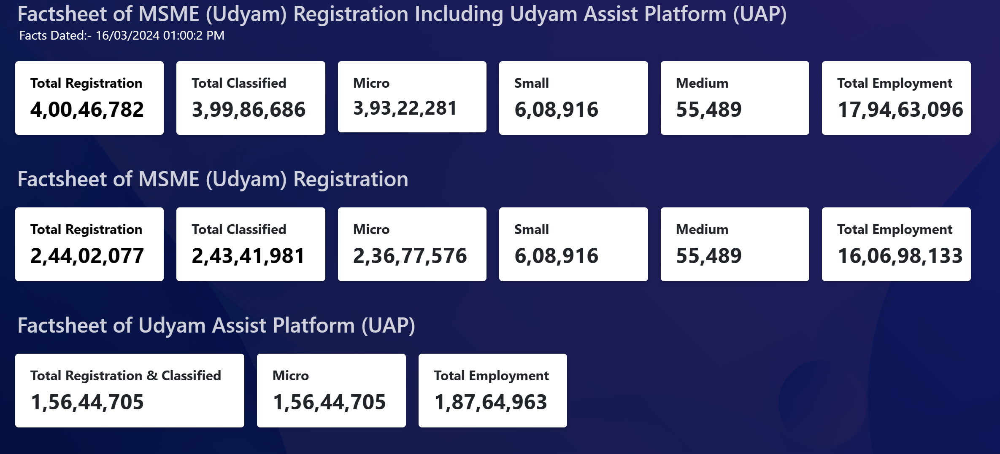 Factsheet of MSME (Udyam) Registration Including Udyam Assist Platform (UAP)
Facts Dated:- 16/03/2024 01:00:2 PM
Total Registration
4,00,46,782
Total Classified
3,99,86,686
Micro
3,93,22,281
Small
6,08,916
Medium
55,489
Total Employment
17,94,63,096
Factsheet of MSME (Udyam) Registration
Total Registration
2,44,02,077
Total Classified
2,43,41,981
Micro
2,36,77,576
Small
6,08,916
Medium
55,489
Total Employment
16,06,98,133
Factsheet of Udyam Assist Platform (UAP)
Total Registration & Classified
1,56,44,705
Micro
1,56,44,705
Total Employment
1,87,64,963